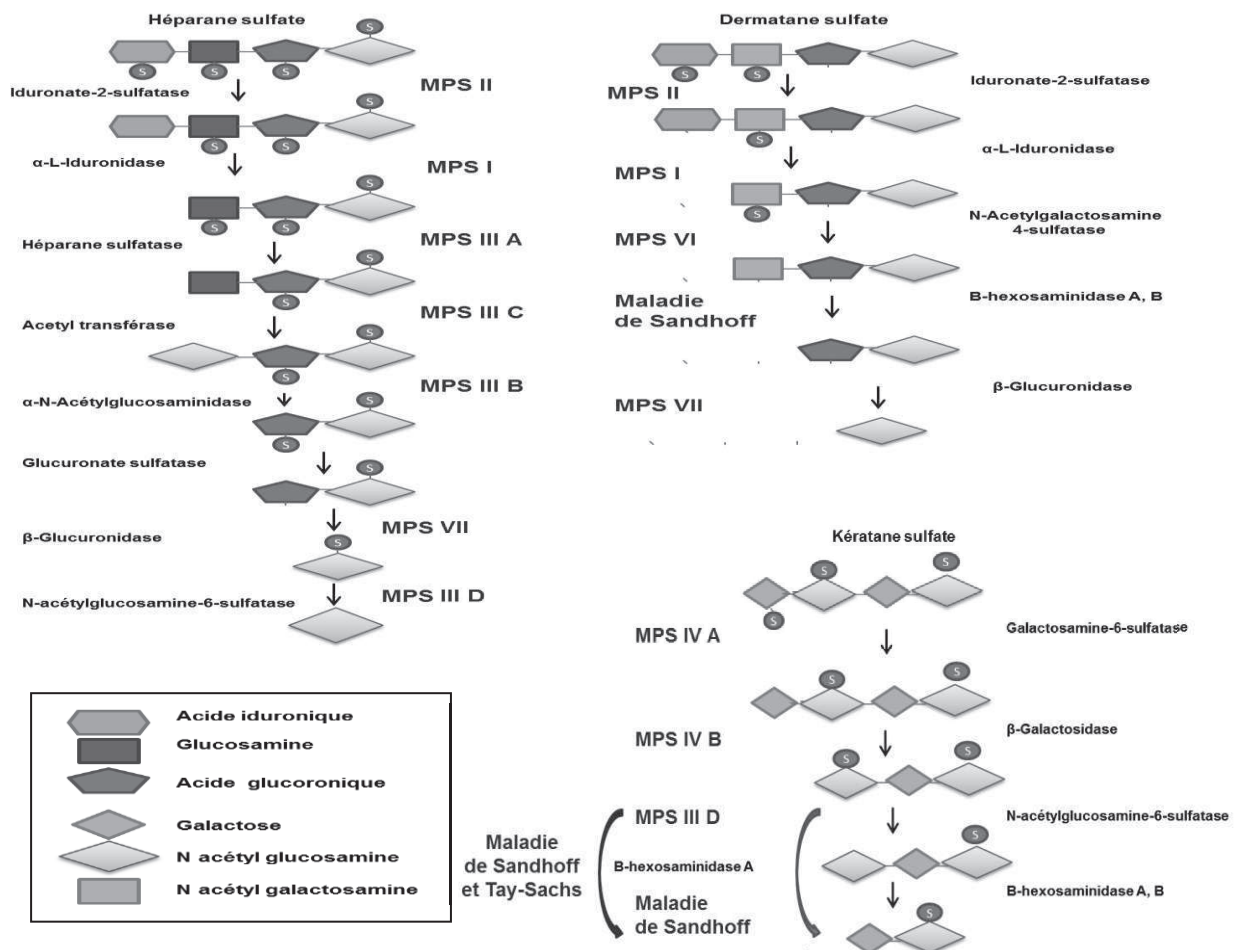 Héparane sulfate
S
S
S
S
Iduronate-2-sulfatase
MPS II
S
S
S
α-L-Iduronidase
MPS I
S
S
S
Héparane sulfatase
MPS III A
S
S
Acetyl transférase
MPS III C
S
S
α-N-Acétylglucosaminidase
MPS III B
S
S
Glucuronate sulfatase
S
β-Glucuronidase
MPS VII
S
N-acétylglucosamine-6-sulfatase
MPS III D
Dermatane sulfate
S
S
MPS II
Iduronate-2-sulfatase
S
MPS I
α-L-Iduronidase
S
MPS VI
N-Acetylgalactosamine
4-sulfatase
Maladie
de Sandhoff
B-hexosaminidase A, B
MPS VII
β-Glucuronidase
Kératane sulfate
S
S
S
MPS IV A
Galactosamine-6-sulfatase
S
S
MPS IV B
β-Galactosidase
S
S
MPS III D
N-acétylglucosamine-6-sulfatase
Maladie
de Sandhoff
et Tay-Sachs
B-hexosaminidase A
S
Maladie
de Sandhoff
B-hexosaminidase A, B
S
Acide iduronique
Glucosamine
Acide glucoronique
Galactose
N acétyl glucosamine
N acétyl galactosamine